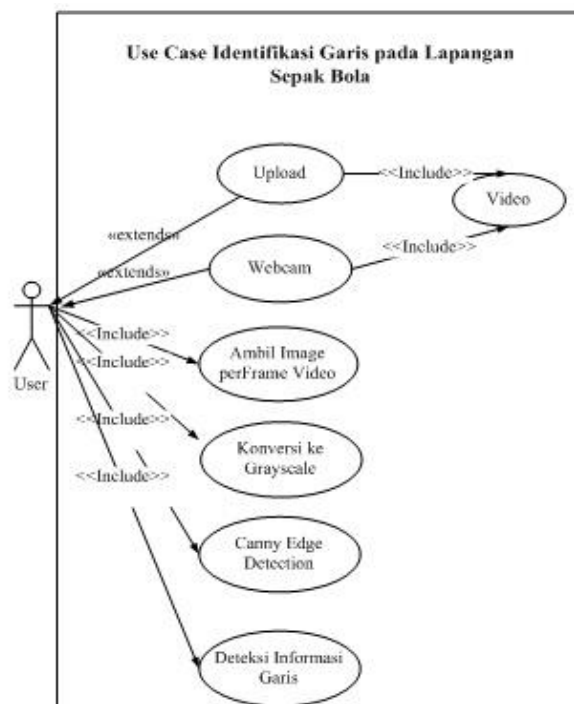 Use Case Identifikasi Garis pada Lapangan
Sepak Bola
Upload
<<Include>>
Video
«extends»
<<Include>>
«extends»
Webcam
User
<<Include>>
<<Include>>
Ambil Image
perFrame Video
<<Include>>
Konversi ke
Grayscale
<<Include>>
Canny Edge
Detection
Deteksi Informasi
Garis